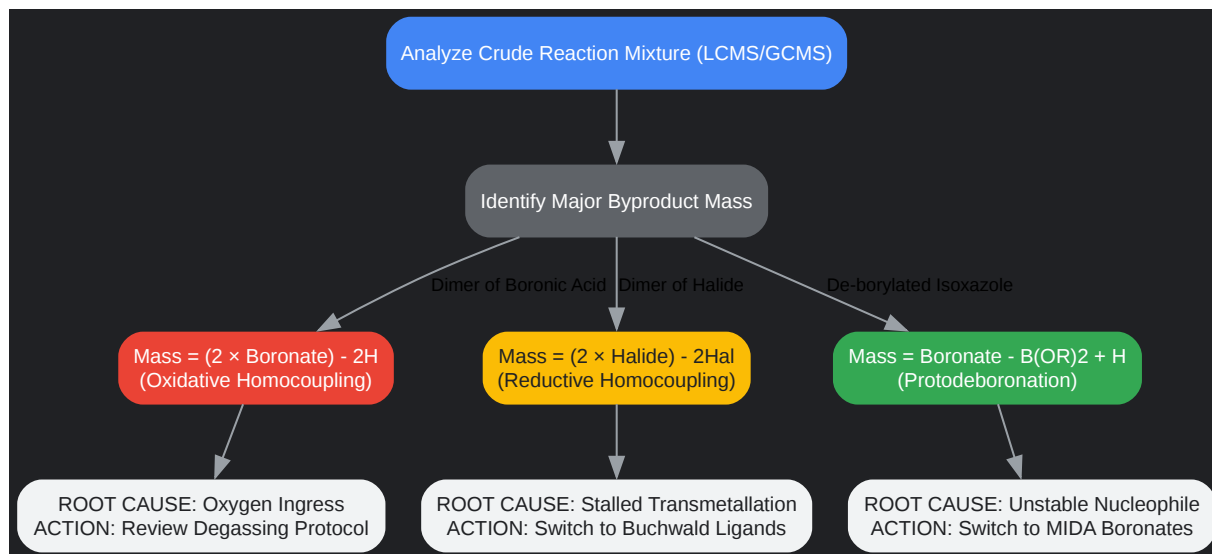 Analyze Crude Reaction Mixture (LCMS/GCMS)
Identify Major Byproduct Mass
Dimer of Boronic Acid
Dimer of Halide
De-borylated Isoxazole
Mass = (2 × Boronate) - 2H
(Oxidative Homocoupling)
Mass = (2 × Halide) - 2Hal
(Reductive Homocoupling)
Mass = Boronate - B(OR)2 + H
(Protodeboronation)
ROOT CAUSE: Oxygen Ingress
ACTION: Review Degassing Protocol
ROOT CAUSE: Stalled Transmetallation
ACTION: Switch to Buchwald Ligands
ROOT CAUSE: Unstable Nucleophile
ACTION: Switch to MIDA Boronates